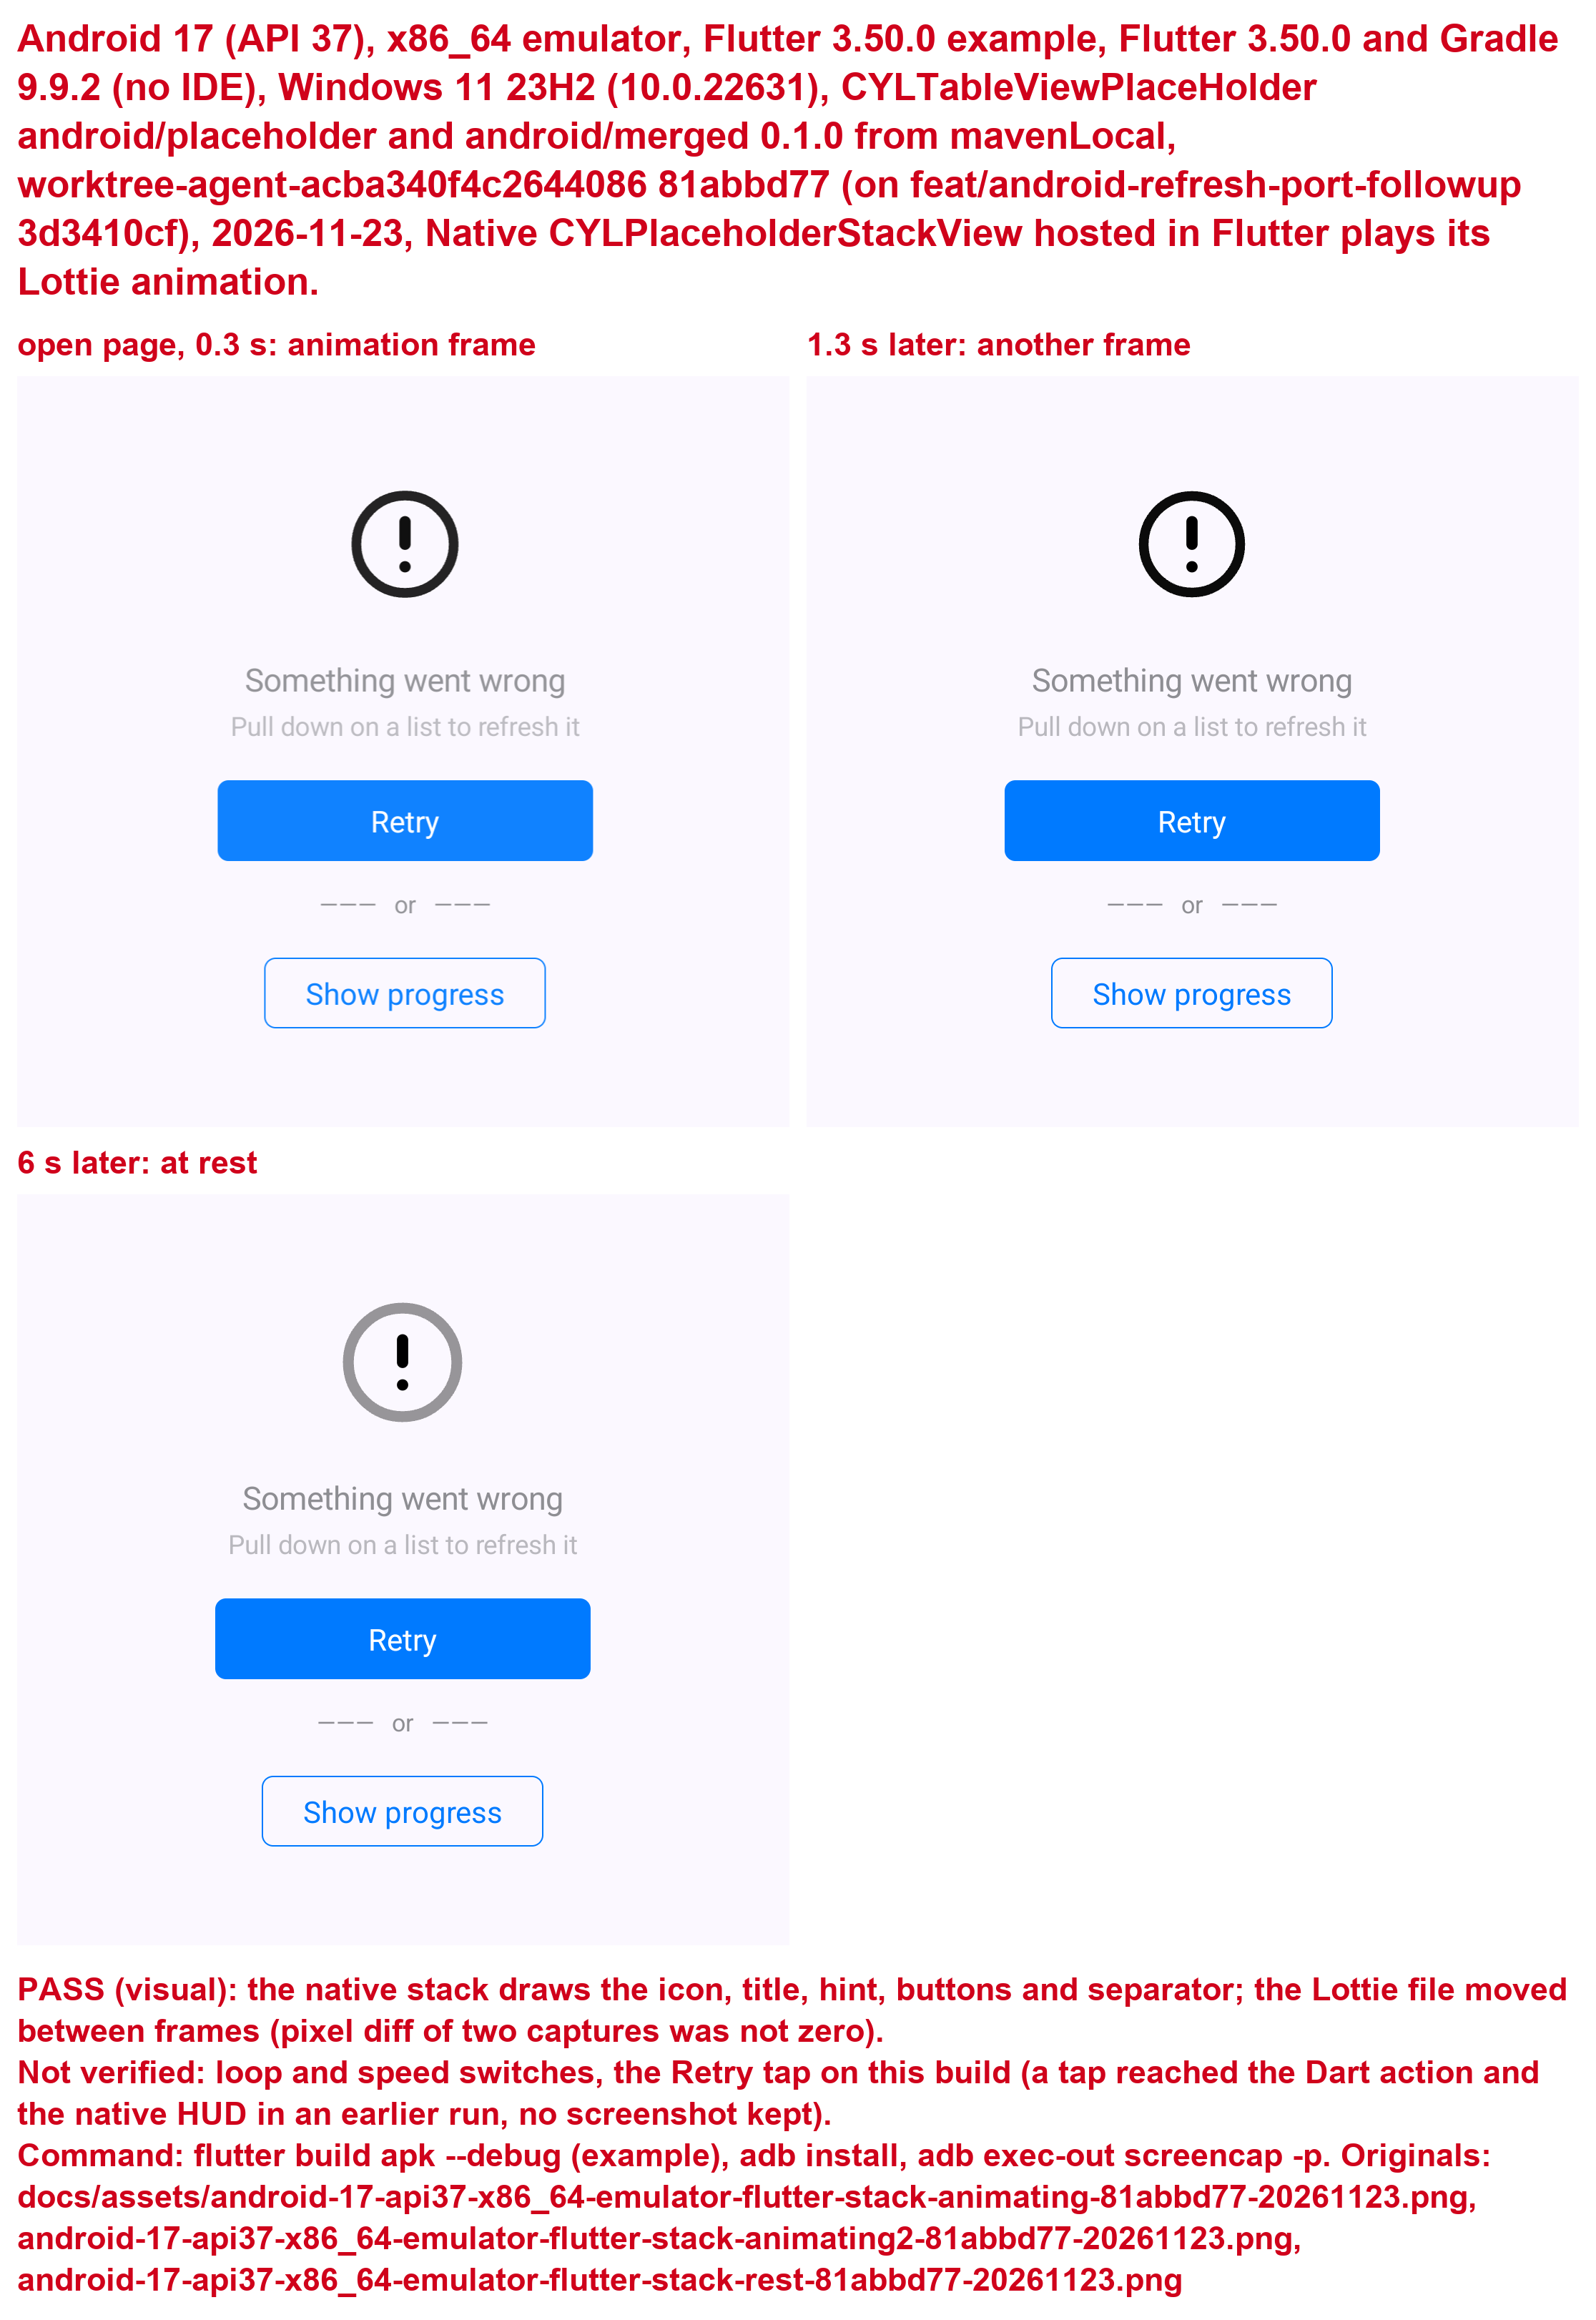 Android 17 (API 37), x86_64 emulator, Flutter 3.50.0 example, Flutter 3.50.0 and Gradle
9.9.2 (no IDE), Windows 11 23H2 (10.0.22631), CYLTableViewPlaceHolder
android/placeholder and android/merged 0.1.0 from mavenLocal,
worktree-agent-acba340f4c2644086 81abbd77 (on feat/android-refresh-port-followup
3d3410cf), 2026-11-23, Native CYLPlaceholderStackView hosted in Flutter plays its
Lottie animation.
open page, 0.3 s: animation frame
Something went wrong
Pull down on a list to refresh it
Retry
——— or ———
Show progress
1.3 s later: another frame
Something went wrong
Pull down on a list to refresh it
Retry
——— or ———
Show progress
6 s later: at rest
Something went wrong
Pull down on a list to refresh it
Retry
——— or ———
Show progress
PASS (visual): the native stack draws the icon, title, hint, buttons and separator; the Lottie file moved
between frames (pixel diff of two captures was not zero).
Not verified: loop and speed switches, the Retry tap on this build (a tap reached the Dart action and
the native HUD in an earlier run, no screenshot kept).
Command: flutter build apk --debug (example), adb install, adb exec-out screencap -p. Originals:
docs/assets/android-17-api37-x86_64-emulator-flutter-stack-animating-81abbd77-20261123.png,
android-17-api37-x86_64-emulator-flutter-stack-animating2-81abbd77-20261123.png,
android-17-api37-x86_64-emulator-flutter-stack-rest-81abbd77-20261123.png